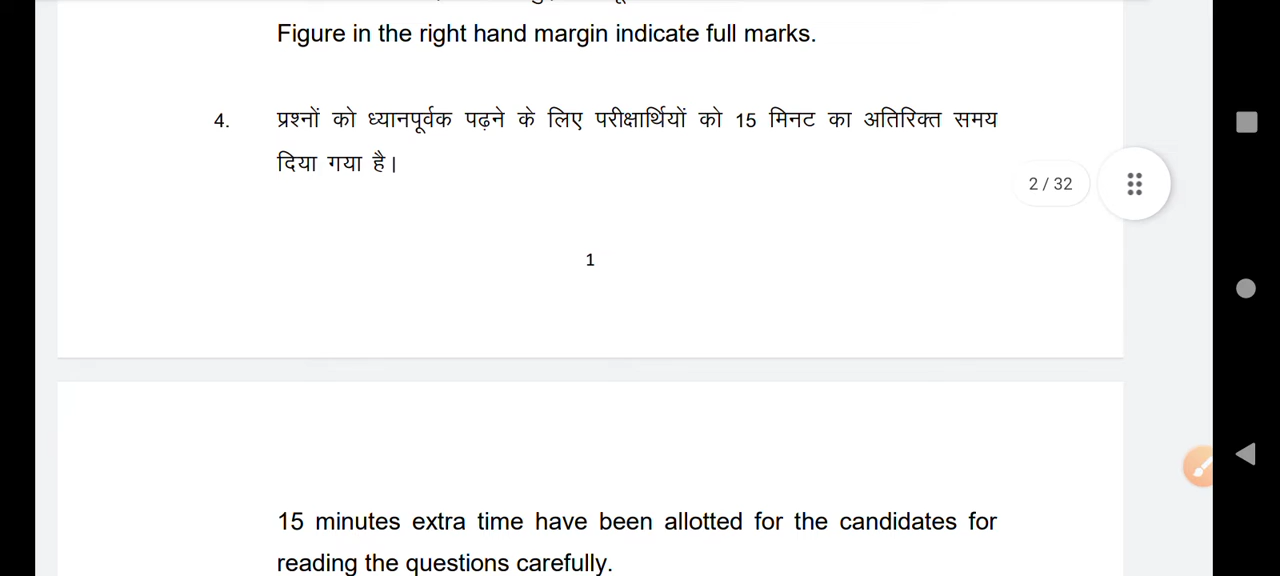 Figure in the right hand margin indicate full marks.
4. प्रश्नों को ध्यानपूर्वक पढ़ने के लिए परीक्षार्थियों को 15 मिनट का अतिरिक्त समय
दिया गया है।
2 / 32
1
15 minutes extra time have been allotted for the candidates for
reading the questions carefully.